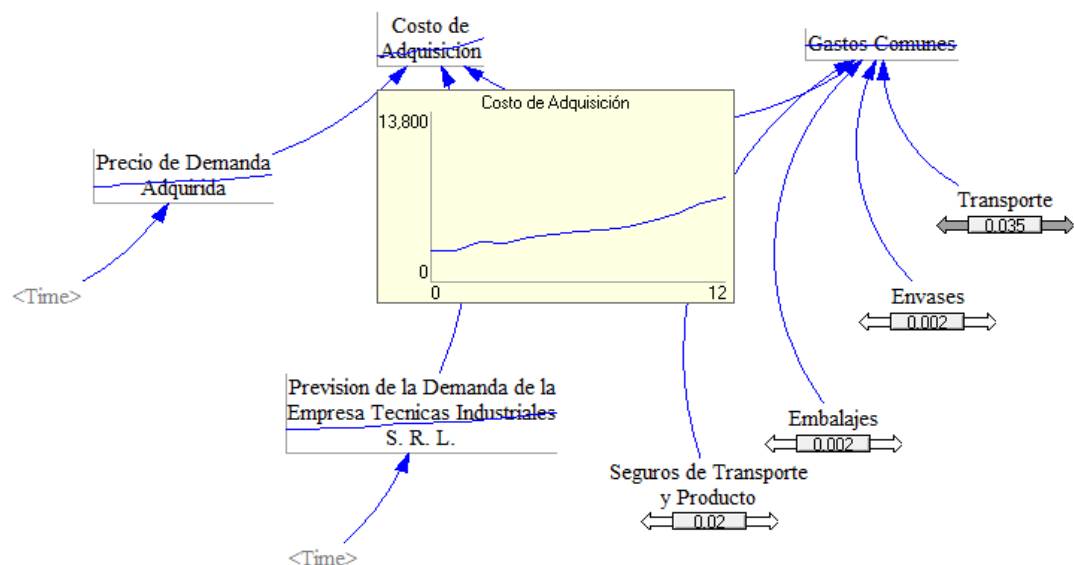 Costo de
Adquisición
Gastos Comunes
Costo de Adquisición
13,800
0
0
12
Precio de Demanda
Adquirida
<Time>
Transporte
0.035
Envases
0.002
Prevision de la Demanda de la
Empresa Tecnicas Industriales
S. R. L.
Embalajes
0.002
Seguros de Transporte
y Producto
0.02
<Time>